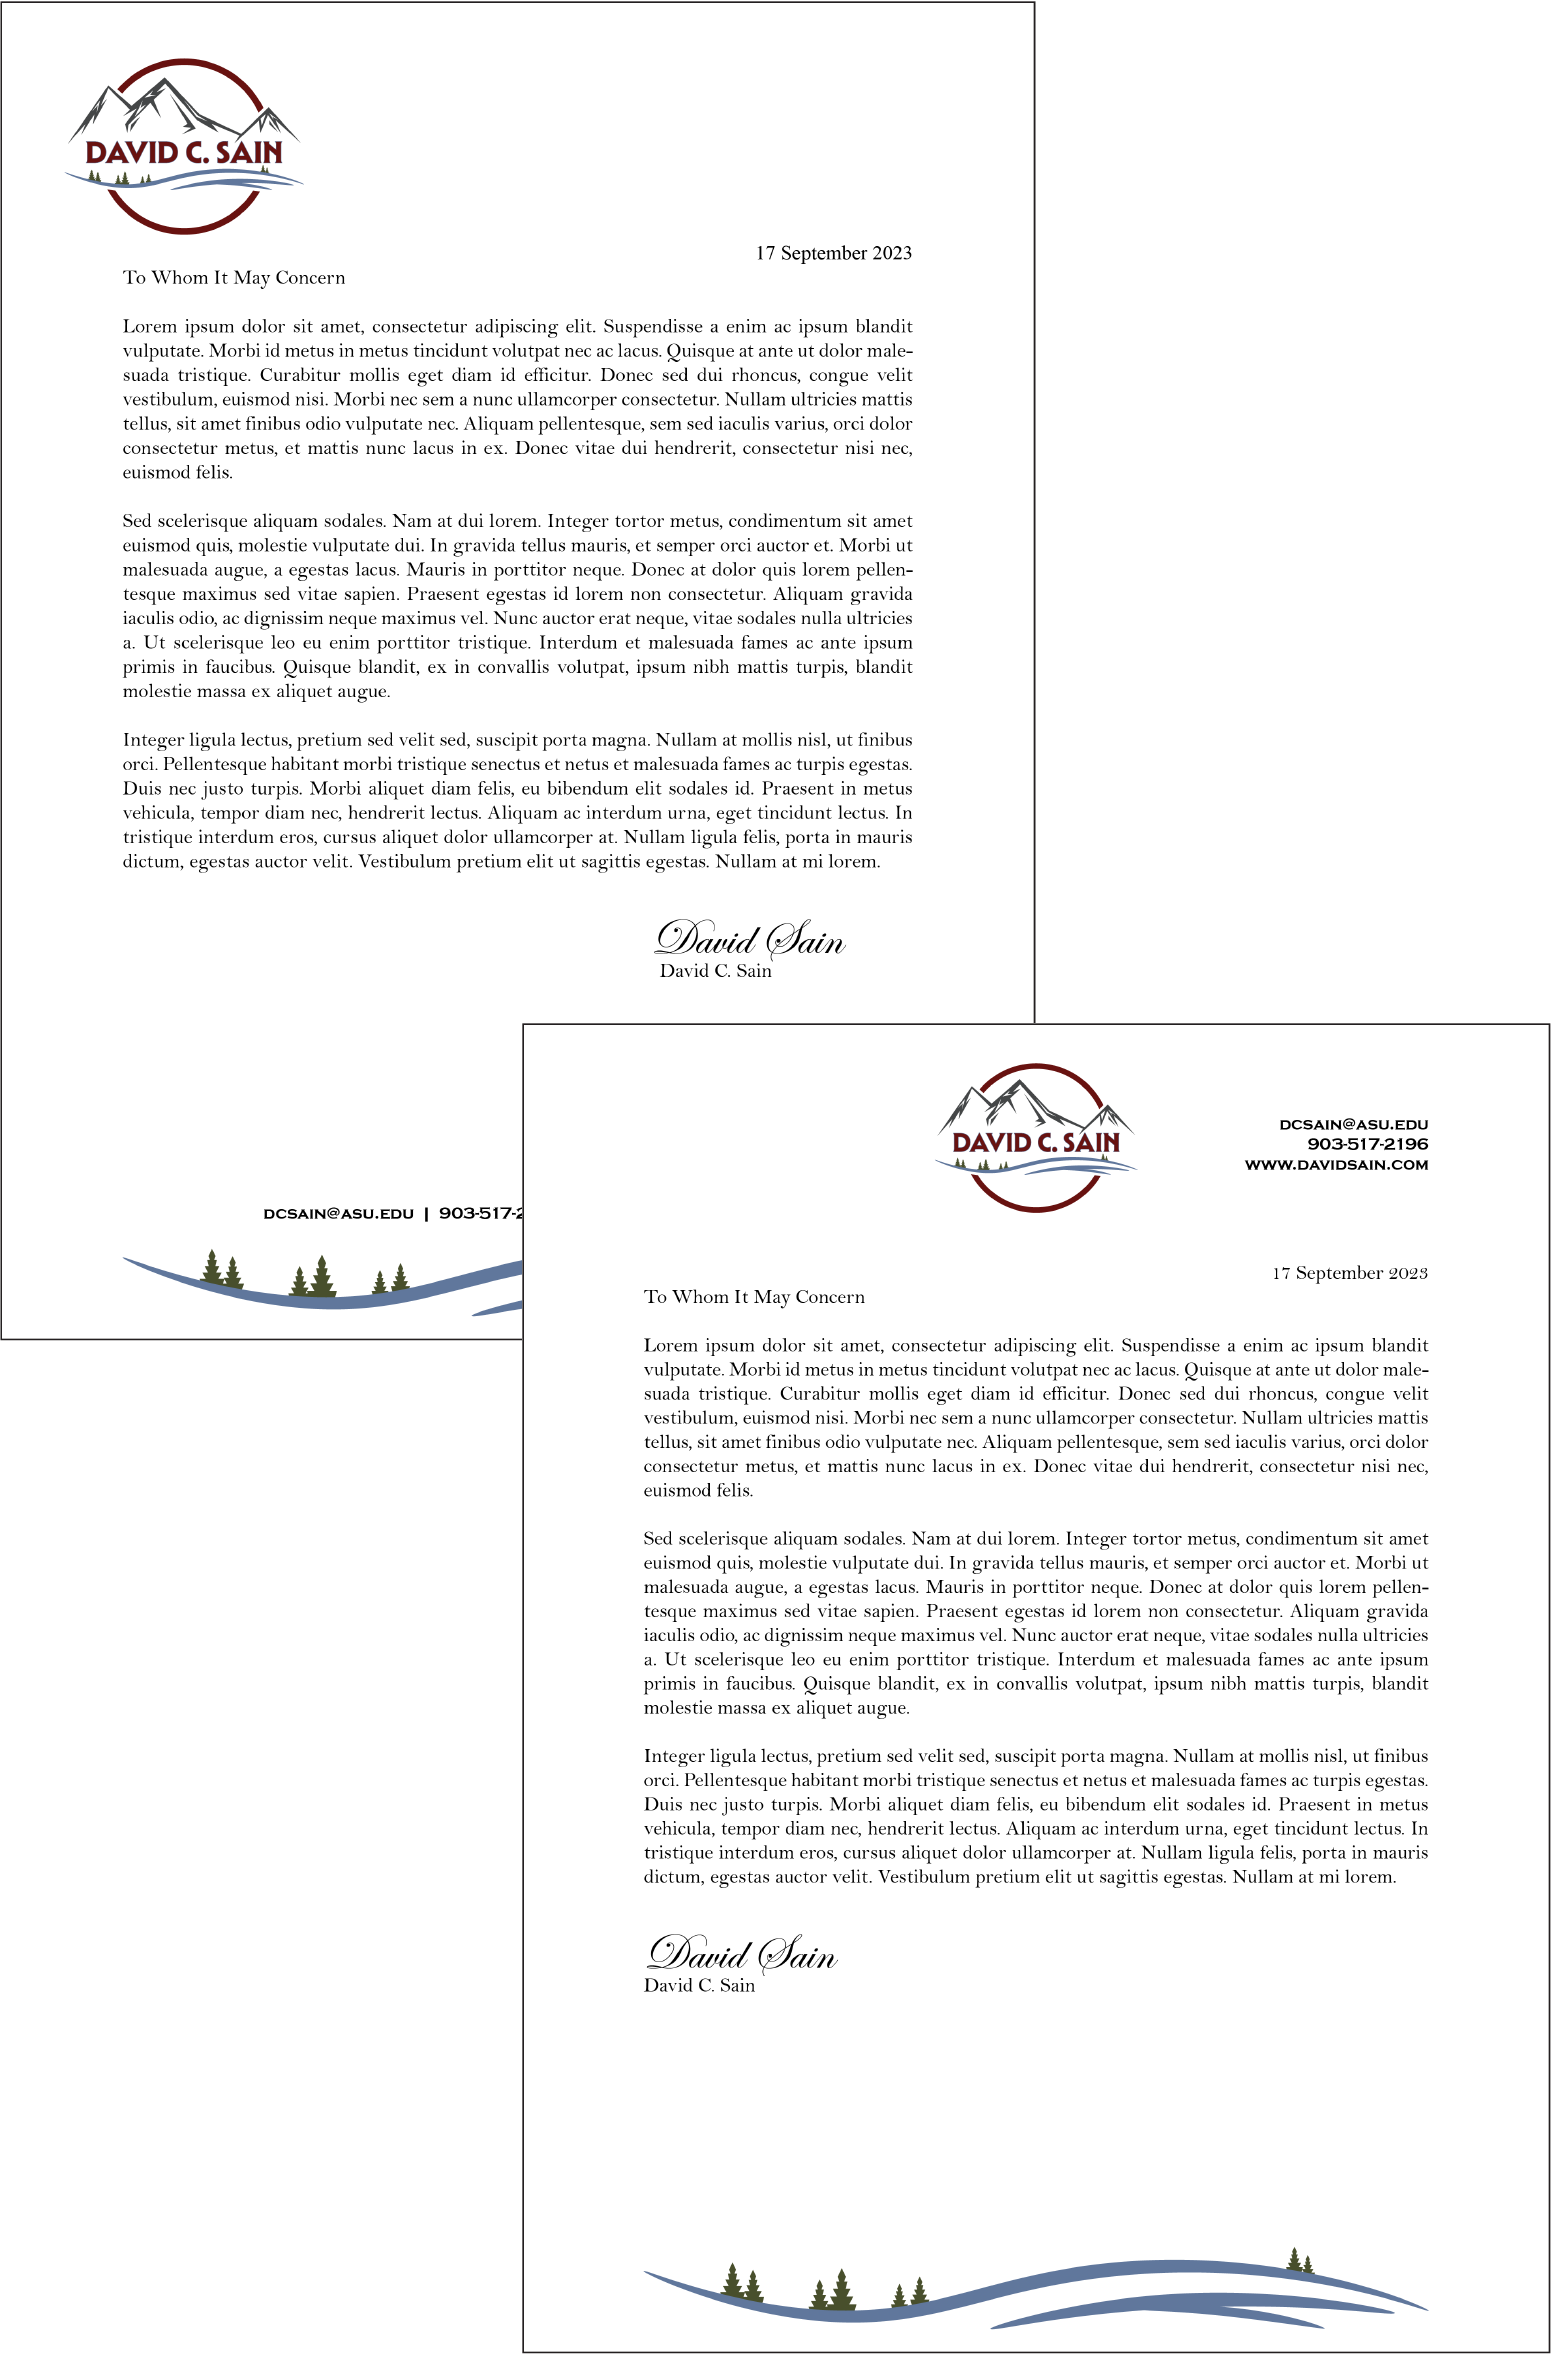 DAVID C. SAIN
17 September 2023
To Whom It May Concern
Lorem ipsum dolor sit amet, consectetur adipiscing elit. Suspendisse a enim ac ipsum blandit
vulputate. Morbi id metus in metus tincidunt volutpat nec ac lacus. Quisque at ante ut dolor male-
suada tristique. Curabitur mollis eget diam id efficitur. Donec sed dui rhoncus, congue velit
vestibulum, euismod nisi. Morbi nec sem a nunc ullamcorper consectetur. Nullam ultricies mattis
tellus, sit amet finibus odio vulputate nec. Aliquam pellentesque, sem sed iaculis varius, orci dolor
consectetur metus, et mattis nunc lacus in ex. Donec vitae dui hendrerit, consectetur nisi nec,
euismod felis.
Sed scelerisque aliquam sodales. Nam at dui lorem. Integer tortor metus, condimentum sit amet
euismod quis, molestie vulputate dui. In gravida tellus mauris, et semper orci auctor et. Morbi ut
malesuada augue, a egestas lacus. Mauris in porttitor neque. Donec at dolor quis lorem pellen-
tesque maximus sed vitae sapien. Praesent egestas id lorem non consectetur. Aliquam gravida
iaculis odio, ac dignissim neque maximus vel. Nunc auctor erat neque, vitae sodales nulla ultricies
a. Ut scelerisque leo eu enim porttitor tristique. Interdum et malesuada fames ac ante ipsum
primis in faucibus. Quisque blandit, ex in convallis volutpat, ipsum nibh mattis turpis, blandit
molestie massa ex aliquet augue.
Integer ligula lectus, pretium sed velit sed, suscipit porta magna. Nullam at mollis nisl, ut finibus
orci. Pellentesque habitant morbi tristique senectus et netus et malesuada fames ac turpis egestas.
Duis nec justo turpis. Morbi aliquet diam felis, eu bibendum elit sodales id. Praesent in metus
vehicula, tempor diam nec, hendrerit lectus. Aliquam ac interdum urna, eget tincidunt lectus. In
tristique interdum eros, cursus aliquet dolor ullamcorper at. Nullam ligula felis, porta in mauris
dictum, egestas auctor velit. Vestibulum pretium elit ut sagittis egestas. Nullam at mi lorem.
David Sain
David C. Sain
DCSAIN@ASU.EDU | 903-517-2
DAVID C. SAIN
DCSAIN@ASU.EDU
903-517-2196
WWW.DAVIDSAIN.COM
17 September 2023
To Whom It May Concern
Lorem ipsum dolor sit amet, consectetur adipiscing elit. Suspendisse a enim ac ipsum blandit
vulputate. Morbi id metus in metus tincidunt volutpat nec ac lacus. Quisque at ante ut dolor male-
suada tristique. Curabitur mollis eget diam id efficitur. Donec sed dui rhoncus, congue velit
vestibulum, euismod nisi. Morbi nec sem a nunc ullamcorper consectetur. Nullam ultricies mattis
tellus, sit amet finibus odio vulputate nec. Aliquam pellentesque, sem sed iaculis varius, orci dolor
consectetur metus, et mattis nunc lacus in ex. Donec vitae dui hendrerit, consectetur nisi nec,
euismod felis.
Sed scelerisque aliquam sodales. Nam at dui lorem. Integer tortor metus, condimentum sit amet
euismod quis, molestie vulputate dui. In gravida tellus mauris, et semper orci auctor et. Morbi ut
malesuada augue, a egestas lacus. Mauris in porttitor neque. Donec at dolor quis lorem pellen-
tesque maximus sed vitae sapien. Praesent egestas id lorem non consectetur. Aliquam gravida
iaculis odio, ac dignissim neque maximus vel. Nunc auctor erat neque, vitae sodales nulla ultricies
a. Ut scelerisque leo eu enim porttitor tristique. Interdum et malesuada fames ac ante ipsum
primis in faucibus. Quisque blandit, ex in convallis volutpat, ipsum nibh mattis turpis, blandit
molestie massa ex aliquet augue.
Integer ligula lectus, pretium sed velit sed, suscipit porta magna. Nullam at mollis nisl, ut finibus
orci. Pellentesque habitant morbi tristique senectus et netus et malesuada fames ac turpis egestas.
Duis nec justo turpis. Morbi aliquet diam felis, eu bibendum elit sodales id. Praesent in metus
vehicula, tempor diam nec, hendrerit lectus. Aliquam ac interdum urna, eget tincidunt lectus. In
tristique interdum eros, cursus aliquet dolor ullamcorper at. Nullam ligula felis, porta in mauris
dictum, egestas auctor velit. Vestibulum pretium elit ut sagittis egestas. Nullam at mi lorem.
David Sain
David C. Sain